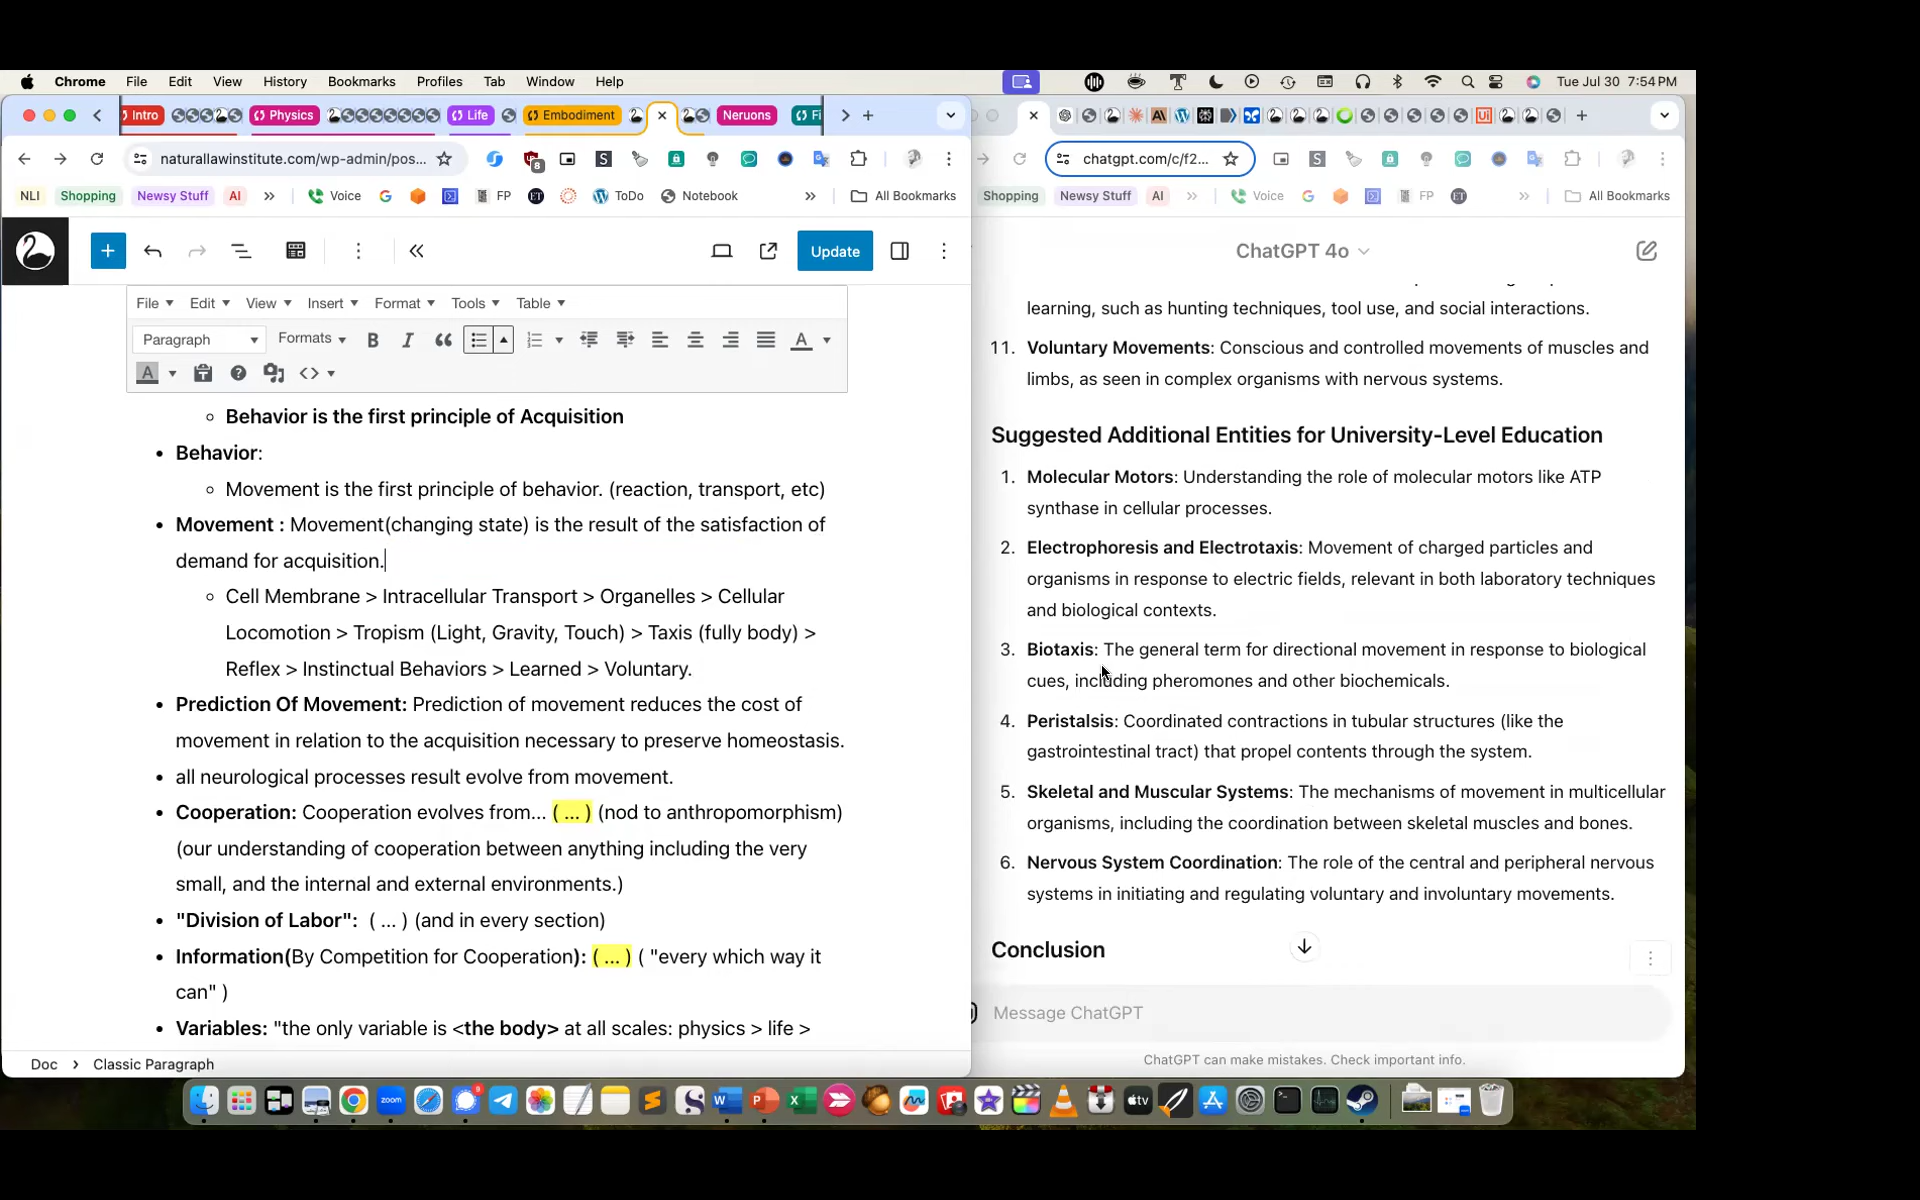 Chrome File Edit View History Bookmarks Profiles Tab Window Help Tue Jul 30 7:54 PM
Intro Physics Life Embodiment Neruons Fi
naturallawinstitute.com/wp-admin/pos...
8
NLI Shopping Newsy Stuff AI » Voice FP ET ToDo Notebook » All Bookmarks
+ Update
File Edit View Insert Format Tools Table
Paragraph Formats B I A
A
◦ Behavior is the first principle of Acquisition
• Behavior:
◦ Movement is the first principle of behavior. (reaction, transport, etc)
• Movement : Movement(changing state) is the result of the satisfaction of
demand for acquisition.
◦ Cell Membrane > Intracellular Transport > Organelles > Cellular
Locomotion > Tropism (Light, Gravity, Touch) > Taxis (fully body) >
Reflex > Instinctual Behaviors > Learned > Voluntary.
• Prediction Of Movement: Prediction of movement reduces the cost of
movement in relation to the acquisition necessary to preserve homeostasis.
• all neurological processes result evolve from movement.
• Cooperation: Cooperation evolves from... ( ... ) (nod to anthropomorphism)
(our understanding of cooperation between anything including the very
small, and the internal and external environments.)
• "Division of Labor": ( ... ) (and in every section)
• Information(By Competition for Cooperation): ( ... ) ( "every which way it
can" )
• Variables: "the only variable is <the body> at all scales: physics > life >
Doc > Classic Paragraph
chatgpt.com/c/f2...
Shopping Newsy Stuff AI » Voice FP ET » All Bookmarks
ChatGPT 4o
learning, such as hunting techniques, tool use, and social interactions.
11. Voluntary Movements: Conscious and controlled movements of muscles and
limbs, as seen in complex organisms with nervous systems.
Suggested Additional Entities for University-Level Education
1. Molecular Motors: Understanding the role of molecular motors like ATP
synthase in cellular processes.
2. Electrophoresis and Electrotaxis: Movement of charged particles and
organisms in response to electric fields, relevant in both laboratory techniques
and biological contexts.
3. Biotaxis: The general term for directional movement in response to biological
cues, including pheromones and other biochemicals.
4. Peristalsis: Coordinated contractions in tubular structures (like the
gastrointestinal tract) that propel contents through the system.
5. Skeletal and Muscular Systems: The mechanisms of movement in multicellular
organisms, including the coordination between skeletal muscles and bones.
6. Nervous System Coordination: The role of the central and peripheral nervous
systems in initiating and regulating voluntary and involuntary movements.
Conclusion
Message ChatGPT
ChatGPT can make mistakes. Check important info.
zoom tv